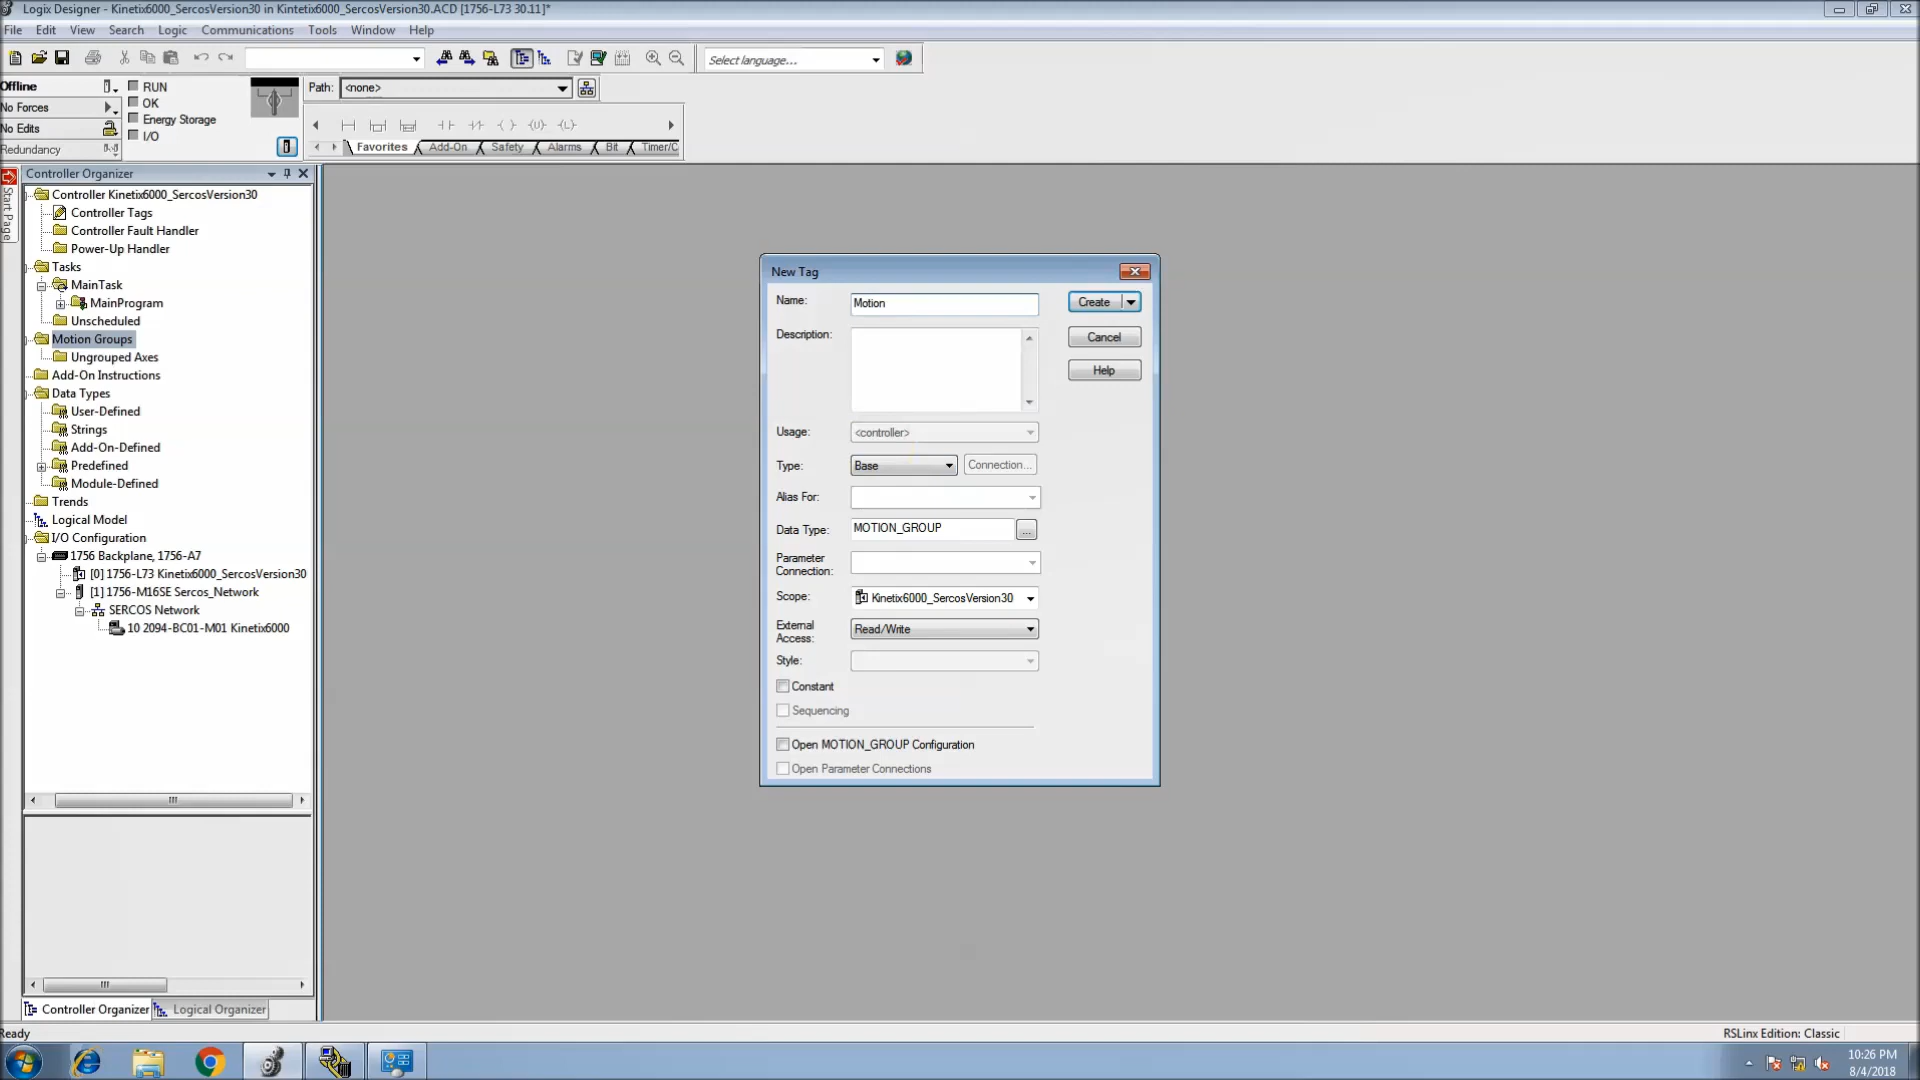 Logix Designer - Kinetix6000_SercosVersion30 in Kintetix6000_SercosVersion30.ACD [1756-L73 30.11]*
File Edit View Search Logic Communications Tools Window Help
Select language...
Offline
RUN
Path: <none>
No Forces
OK
No Edits
Energy Storage
Redundancy
I/O
Favorites Add-On Safety Alarms Bit Timer/C
Start Page
Controller Organizer
Controller Kinetix6000_SercosVersion30
Controller Tags
Controller Fault Handler
Power-Up Handler
Tasks
MainTask
MainProgram
Unscheduled
Motion Groups
Ungrouped Axes
Add-On Instructions
Data Types
User-Defined
Strings
Add-On-Defined
Predefined
Module-Defined
Trends
Logical Model
I/O Configuration
1756 Backplane, 1756-A7
[0] 1756-L73 Kinetix6000_SercosVersion30
[1] 1756-M16SE Sercos_Network
SERCOS Network
10 2094-BC01-M01 Kinetix6000
Controller Organizer Logical Organizer
New Tag
Name: Motion
Create
Description:
Cancel
Help
Usage: <controller>
Type: Base Connection...
Alias For:
Data Type: MOTION_GROUP ...
Parameter
Connection:
Scope: Kinetix6000_SercosVersion30
External
Access: Read/Write
Style:
Constant
Sequencing
Open MOTION_GROUP Configuration
Open Parameter Connections
Ready
RSLinx Edition: Classic
10:26 PM
8/4/2018